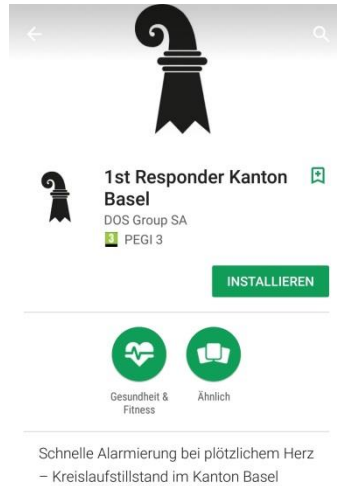 1st Responder Kanton
Basel
DOS Group SA
3 PEGI 3
INSTALLIEREN
Gesundheit &
Fitness
Ähnlich
Schnelle Alarmierung bei plötzlichem Herz
– Kreislaufstillstand im Kanton Basel